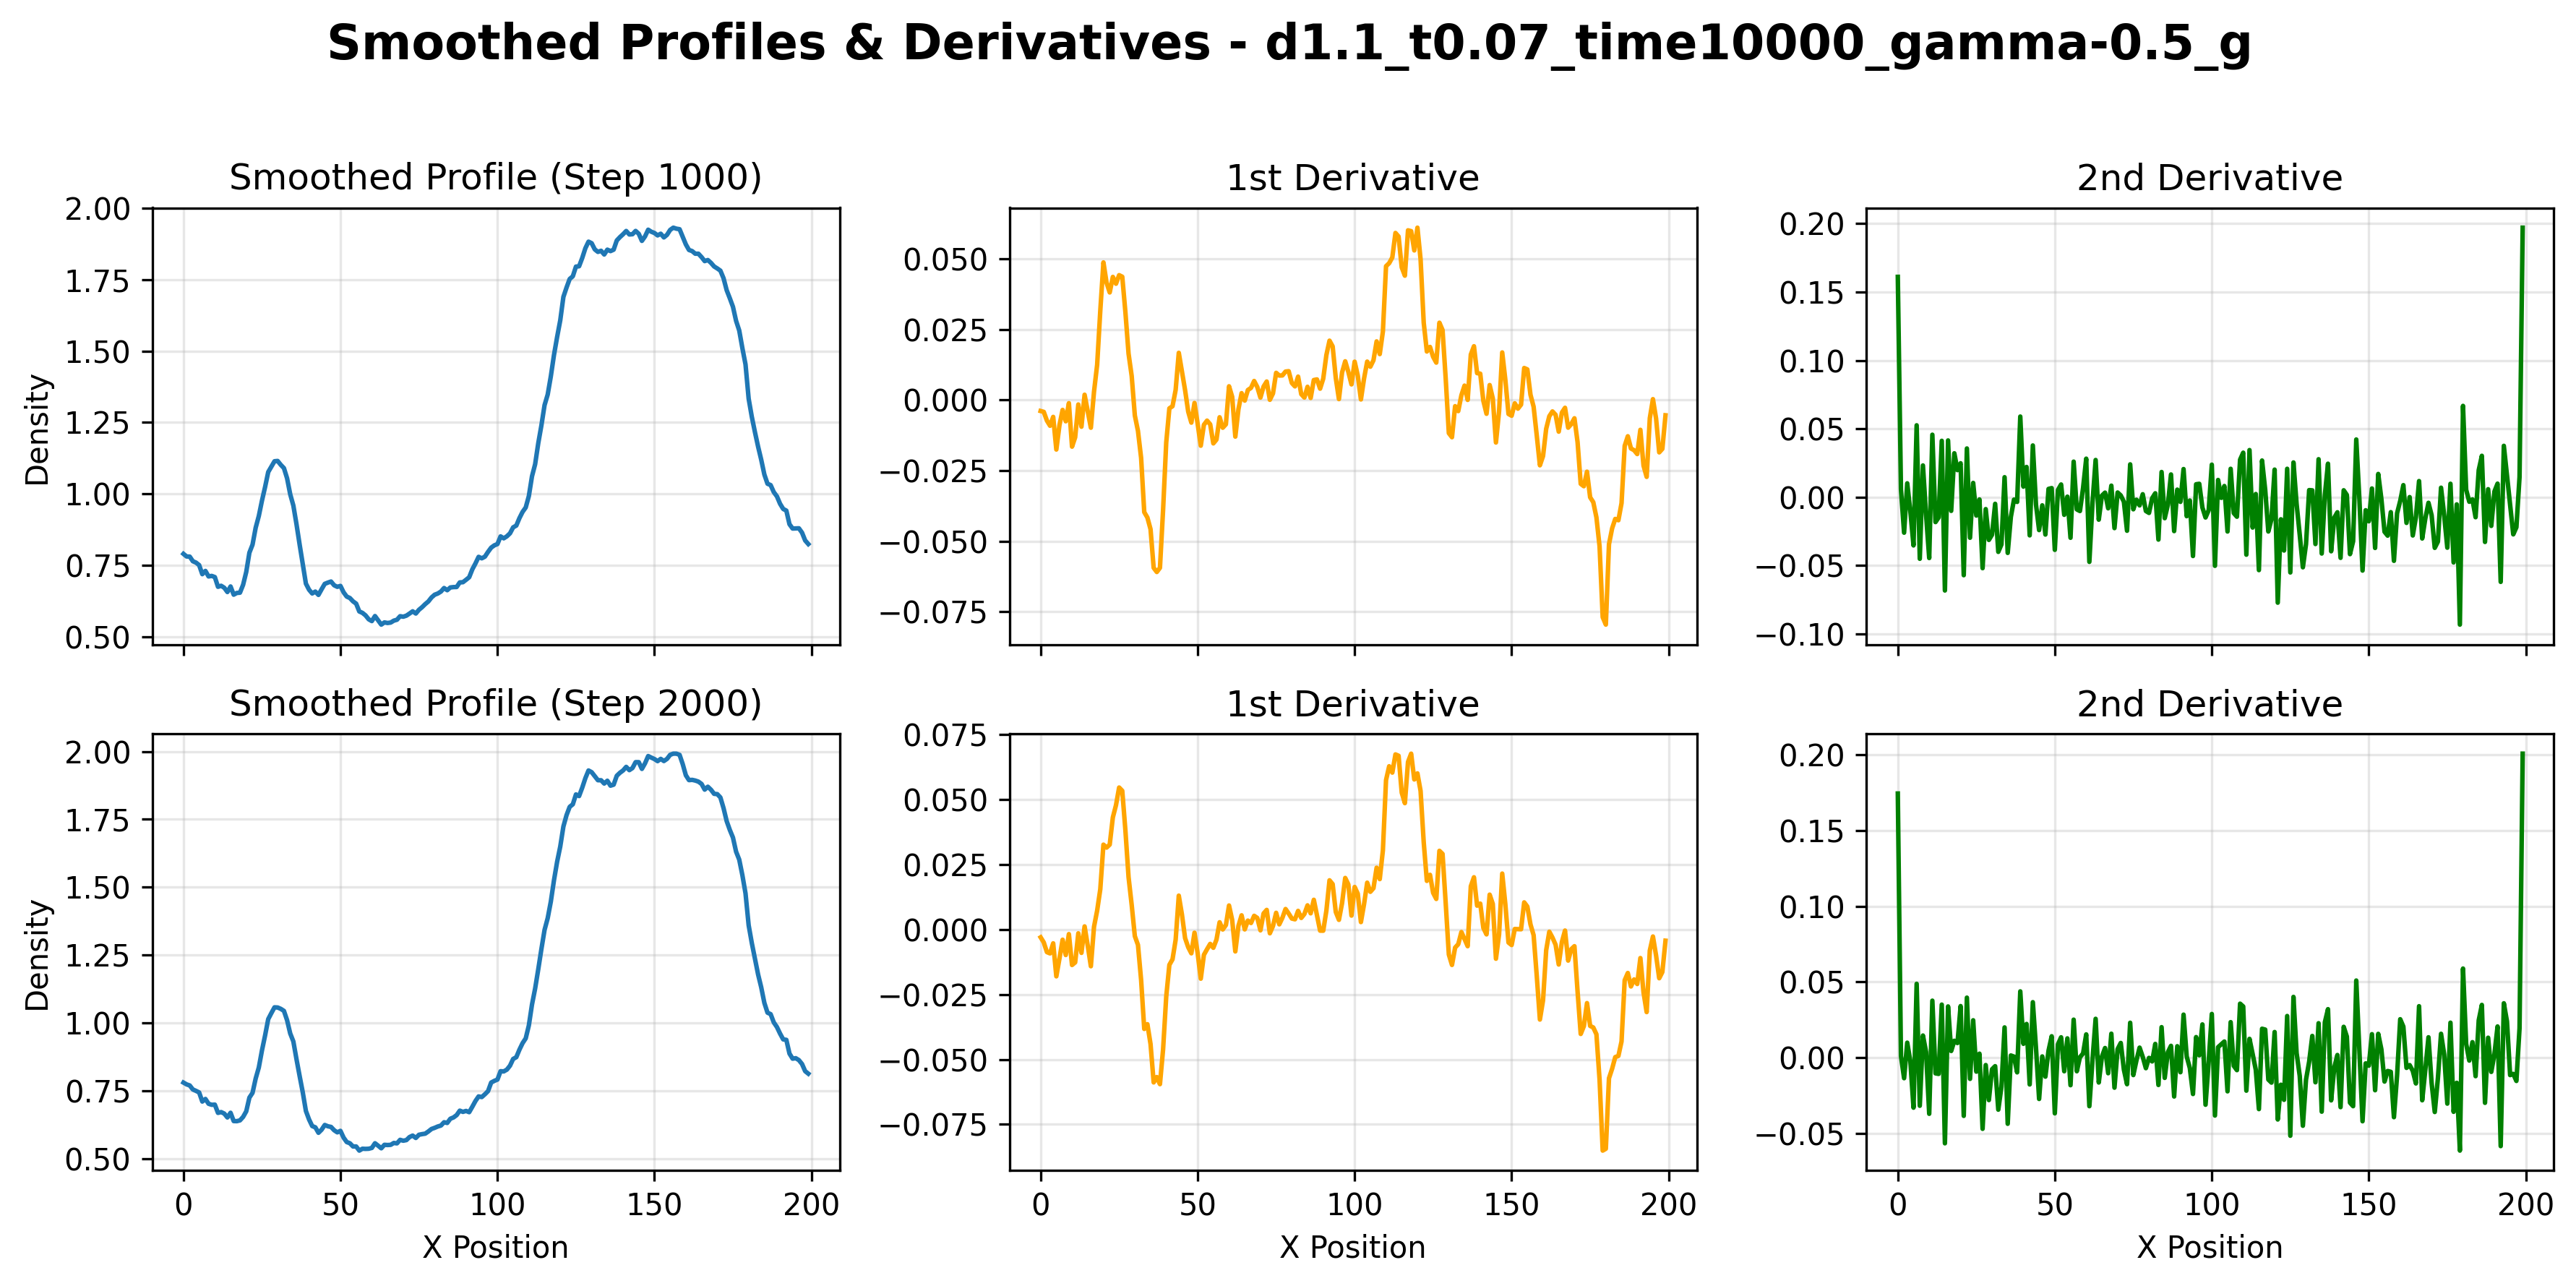 Smoothed Profiles & Derivatives - d1.1_t0.07_time10000_gamma-0.5_g
Smoothed Profile (Step 1000)
1st Derivative
2nd Derivative
Density
2.00
1.75
1.50
1.25
1.00
0.75
0.50
0.050
0.025
0.000
−0.025
−0.050
−0.075
0.20
0.15
0.10
0.05
0.00
−0.05
−0.10
Smoothed Profile (Step 2000)
1st Derivative
2nd Derivative
Density
2.00
1.75
1.50
1.25
1.00
0.75
0.50
0.075
0.050
0.025
0.000
−0.025
−0.050
−0.075
0.20
0.15
0.10
0.05
0.00
−0.05
0 50 100 150 200
0 50 100 150 200
0 50 100 150 200
X Position
X Position
X Position